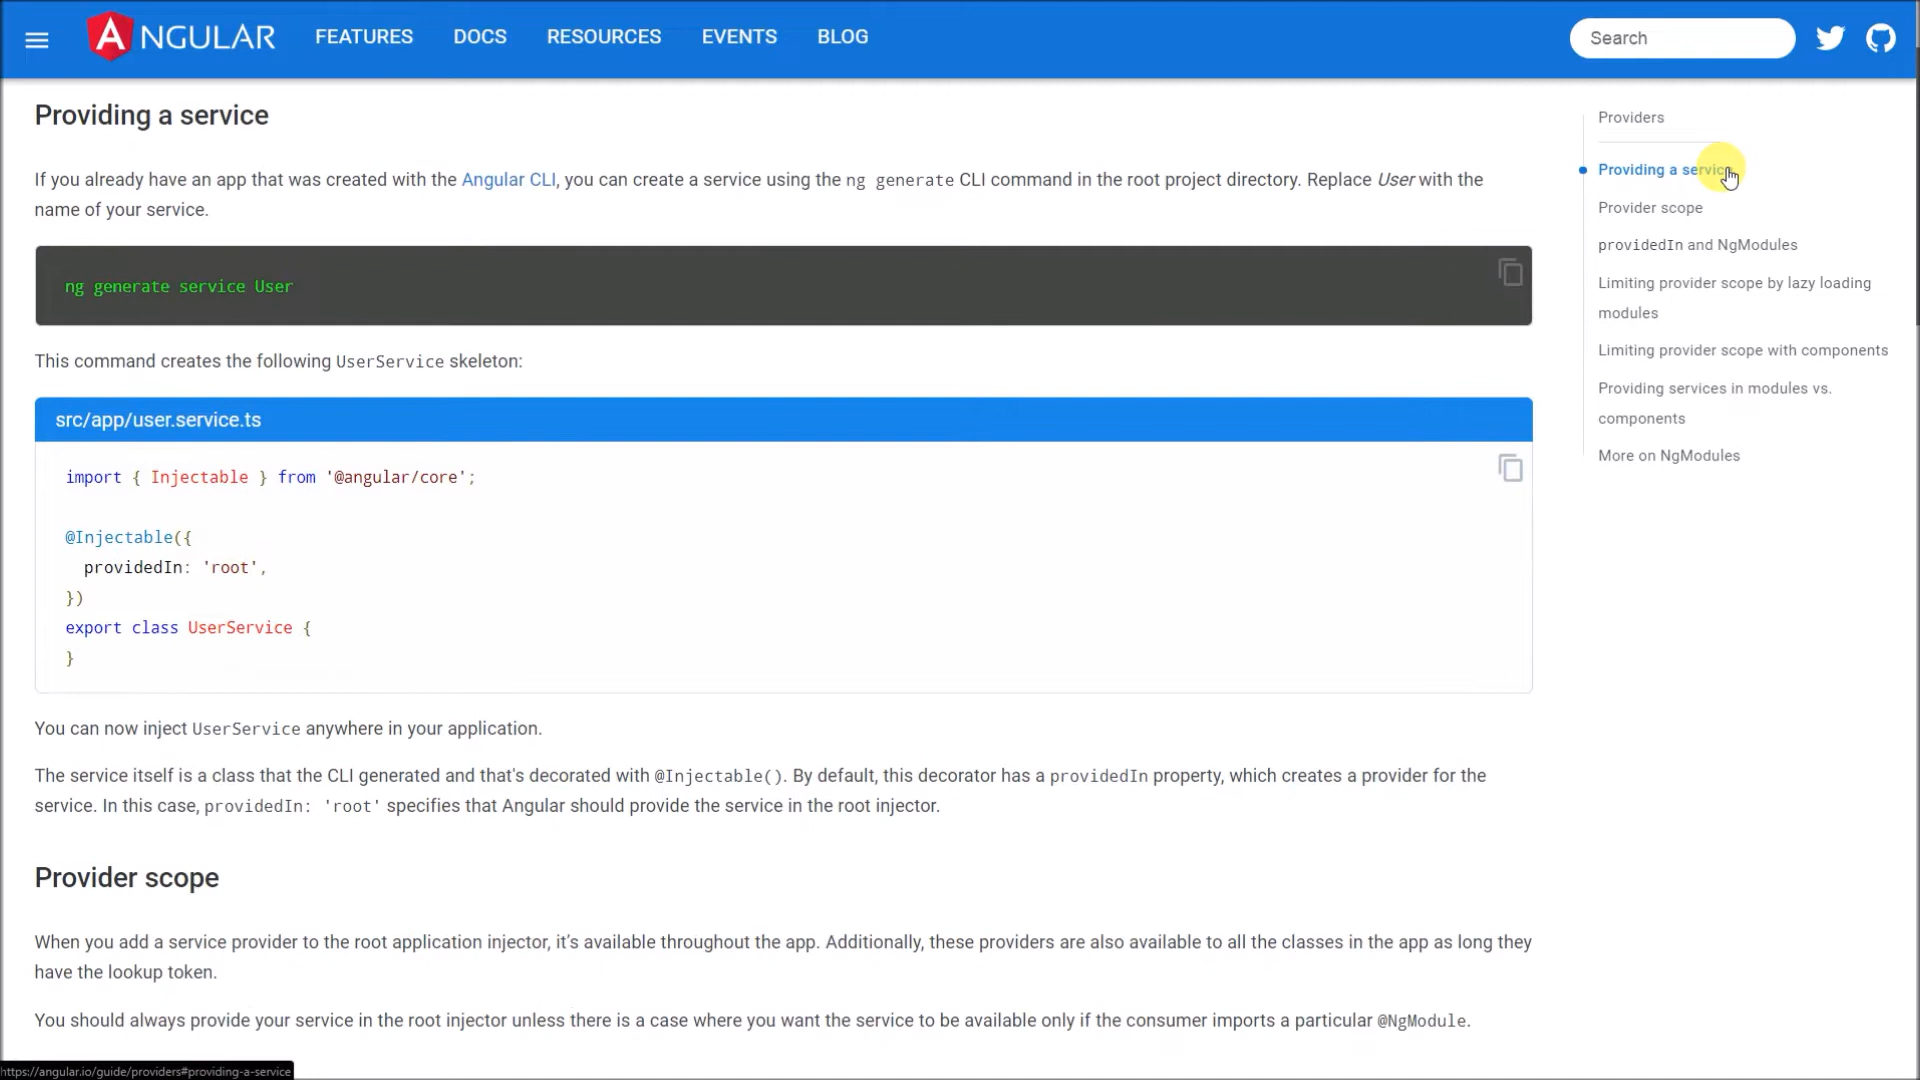 ANGULAR FEATURES DOCS RESOURCES EVENTS BLOG Search
Providing a service
If you already have an app that was created with the Angular CLI, you can create a service using the ng generate CLI command in the root project directory. Replace User with the
name of your service.
ng generate service User
This command creates the following UserService skeleton:
src/app/user.service.ts
import { Injectable } from '@angular/core';
@Injectable({
providedIn: 'root',
})
export class UserService {
}
You can now inject UserService anywhere in your application.
The service itself is a class that the CLI generated and that's decorated with @Injectable(). By default, this decorator has a providedIn property, which creates a provider for the
service. In this case, providedIn: 'root' specifies that Angular should provide the service in the root injector.
Provider scope
When you add a service provider to the root application injector, it's available throughout the app. Additionally, these providers are also available to all the classes in the app as long they
have the lookup token.
You should always provide your service in the root injector unless there is a case where you want the service to be available only if the consumer imports a particular @NgModule.
Providers
Providing a service
Provider scope
providedIn and NgModules
Limiting provider scope by lazy loading
modules
Limiting provider scope with components
Providing services in modules vs.
components
More on NgModules
https://angular.io/guide/providers#providing-a-service